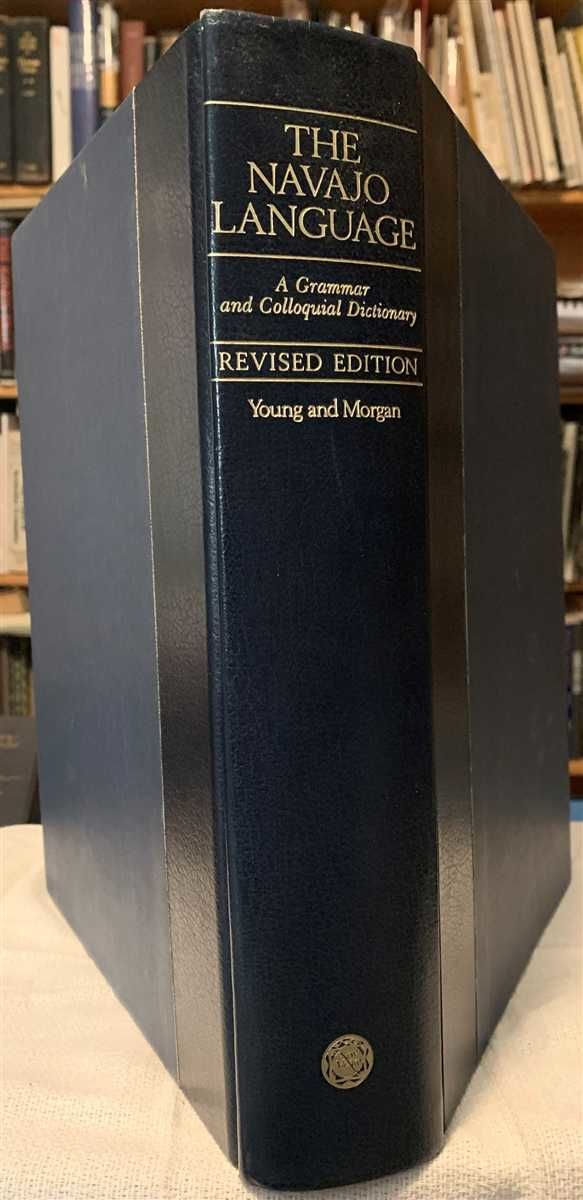 THE
NAVAJO
LANGUAGE
A Grammar
and Colloquial Dictionary
REVISED EDITION
Young and Morgan